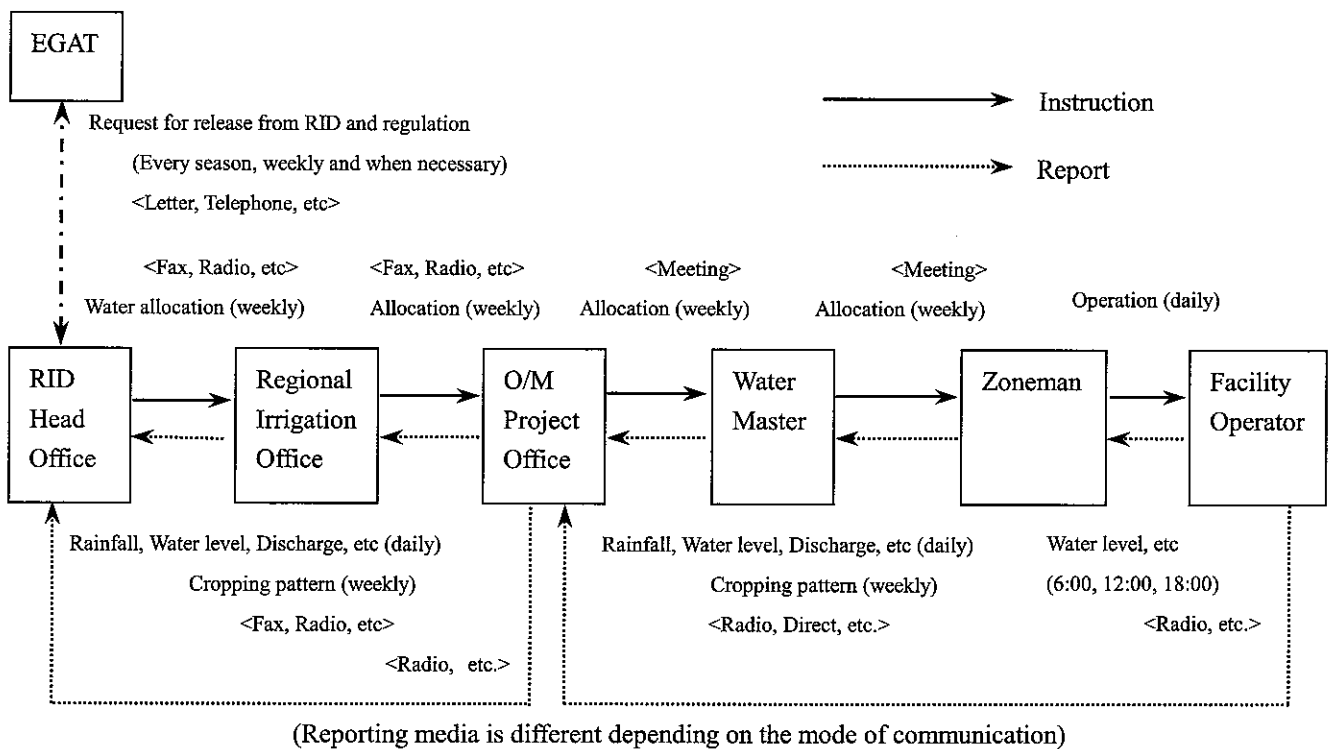 EGAT
Instruction
Request for release from RID and regulation
(Every season, weekly and when necessary)
Report
<Letter, Telephone, etc>
<Fax, Radio, etc>
<Fax, Radio, etc>
<Meeting>
<Meeting>
Water allocation (weekly)
Allocation (weekly)
Allocation (weekly)
Allocation (weekly)
Operation (daily)
RID
Head
Office
Regional
Irrigation
Office
O/M
Project
Office
Water
Master
Zoneman
Facility
Operator
Rainfall, Water level, Discharge, etc (daily)
Cropping pattern (weekly)
<Fax, Radio, etc>
<Radio, etc.>
Rainfall, Water level, Discharge, etc (daily)
Cropping pattern (weekly)
<Radio, Direct, etc.>
Water level, etc
(6:00, 12:00, 18:00)
<Radio, etc.>
(Reporting media is different depending on the mode of communication)